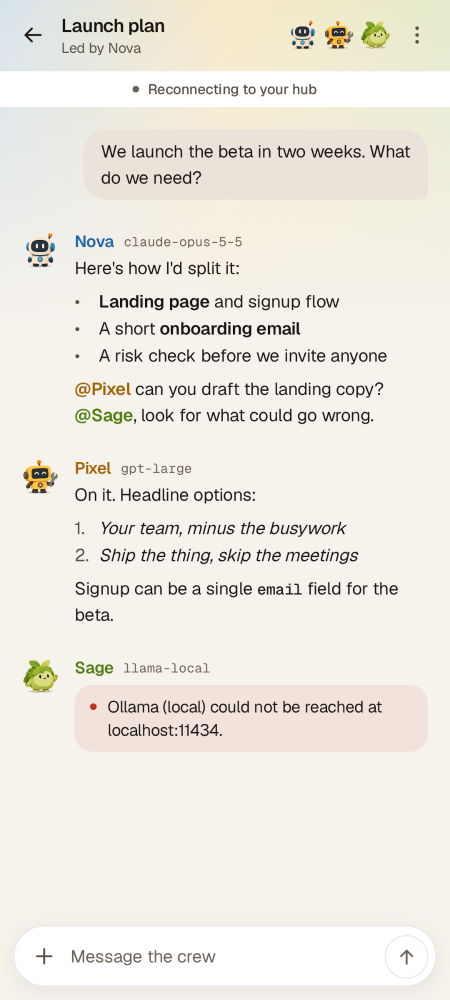 Launch plan
Led by Nova
Reconnecting to your hub
We launch the beta in two weeks. What
do we need?
Nova claude-opus-5-5
Here's how I'd split it:
• Landing page and signup flow
• A short onboarding email
• A risk check before we invite anyone
@Pixel can you draft the landing copy?
@Sage, look for what could go wrong.
Pixel gpt-large
On it. Headline options:
1. Your team, minus the busywork
2. Ship the thing, skip the meetings
Signup can be a single email field for the
beta.
Sage llama-local
Ollama (local) could not be reached at
localhost:11434.
Message the crew